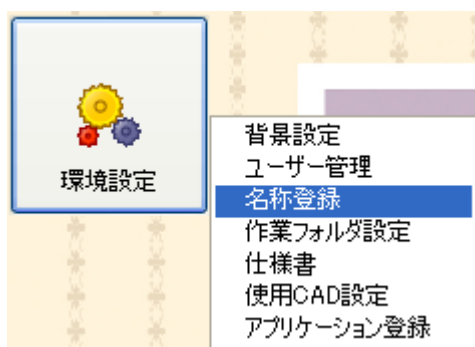 環境設定
背景設定
ユーザー管理
名称登録
作業フォルダ設定
仕様書
使用CAD設定
アプリケーション登録